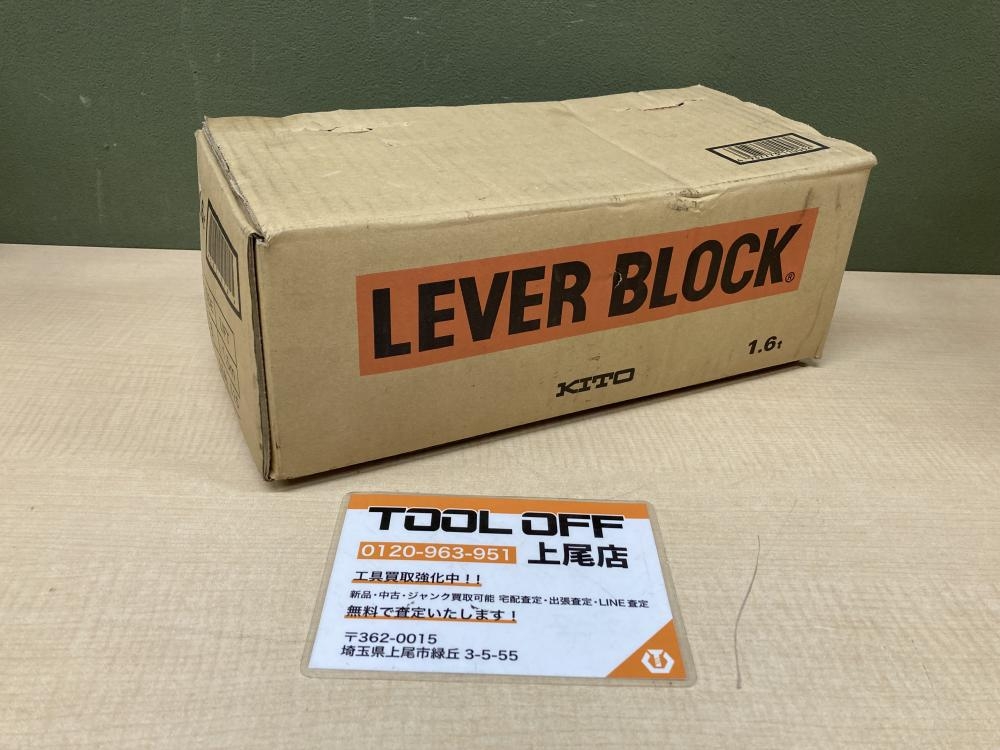 LEVER BLOCK®
KITO
1.6t
TOOL OFF
0120-963-951 上尾店
工具買取強化中！！
新品・中古・ジャンク買取可能 宅配査定・出張査定・LINE査定
無料で査定いたします！
〒362-0015
埼玉県上尾市緑丘 3-5-55